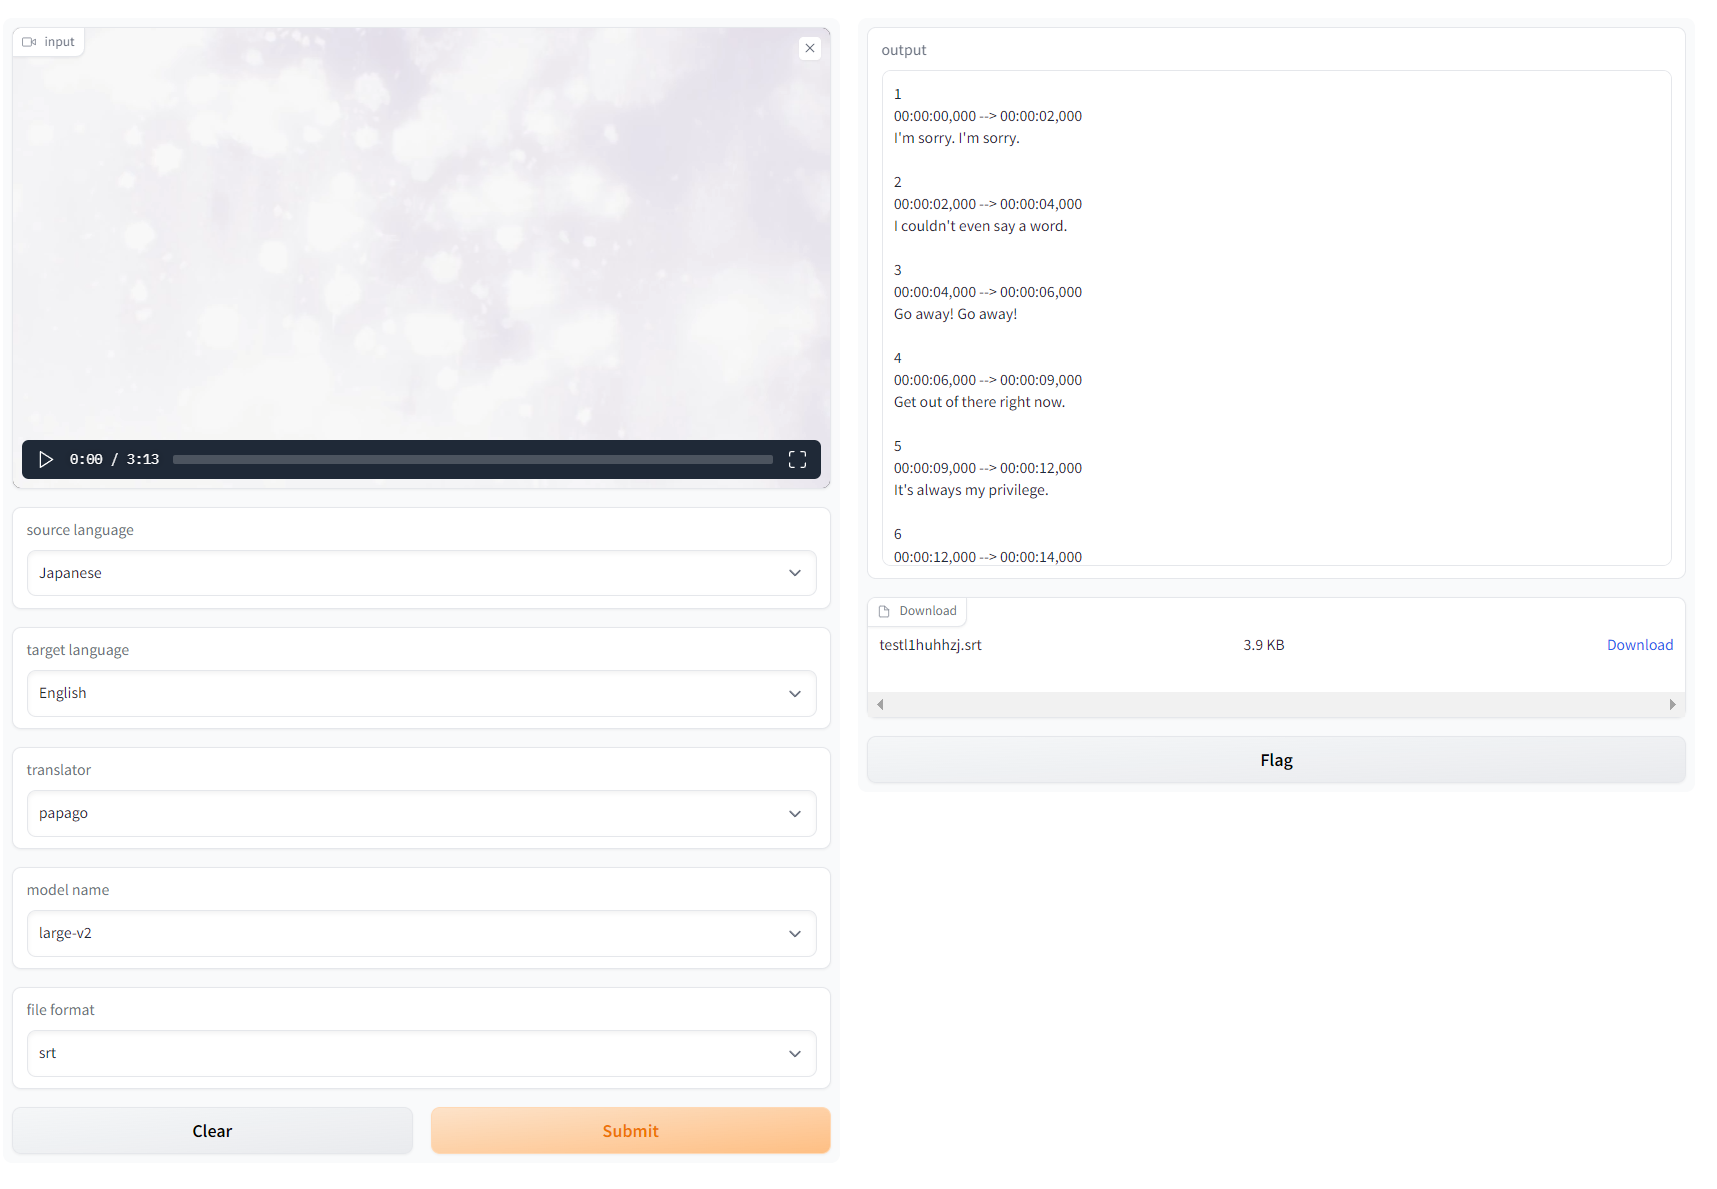 input
0:00 / 3:13
source language
Japanese
target language
English
translator
papago
model name
large-v2
file format
srt
Clear
Submit
output
1
00:00:00,000 --> 00:00:02,000
I'm sorry. I'm sorry.
2
00:00:02,000 --> 00:00:04,000
I couldn't even say a word.
3
00:00:04,000 --> 00:00:06,000
Go away! Go away!
4
00:00:06,000 --> 00:00:09,000
Get out of there right now.
5
00:00:09,000 --> 00:00:12,000
It's always my privilege.
6
00:00:12,000 --> 00:00:14,000
Download
testl1huhhzj.srt 3.9 KB Download
Flag